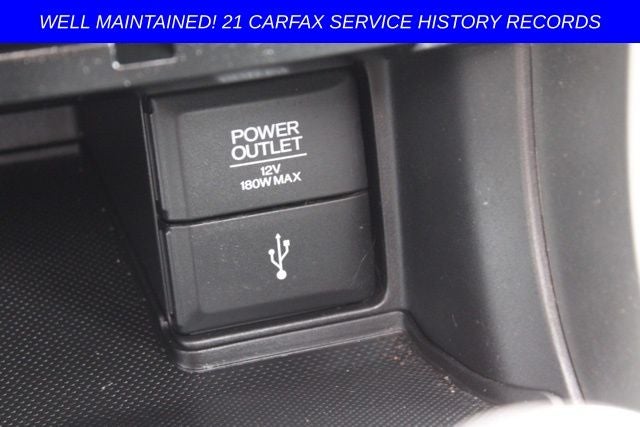 WELL MAINTAINED! 21 CARFAX SERVICE HISTORY RECORDS
POWER
OUTLET
12V
180W MAX